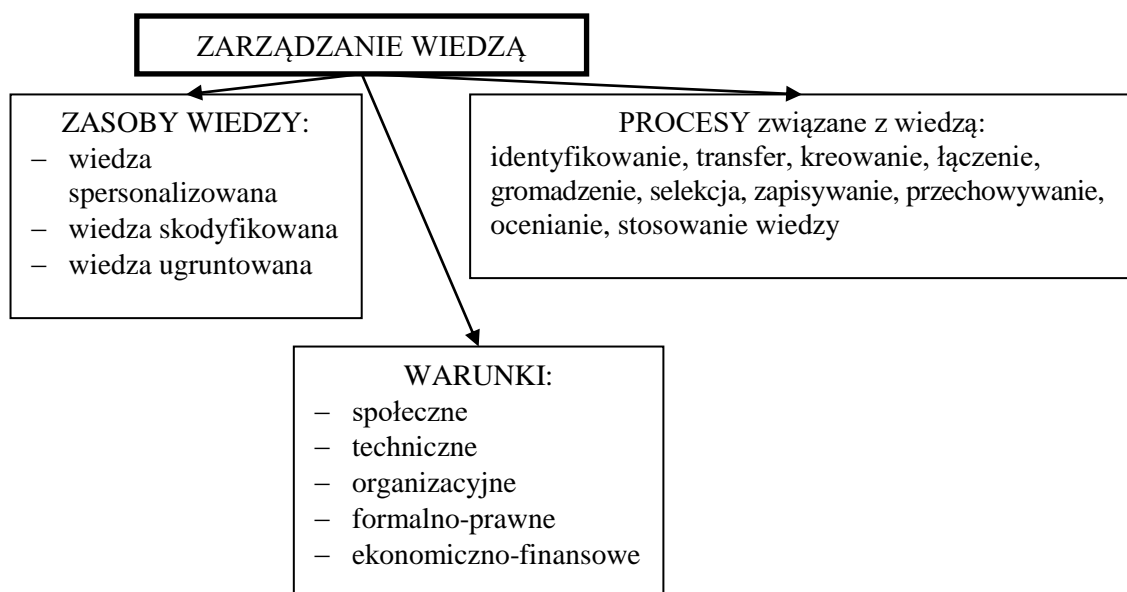 ZARZĄDZANIE WIEDZĄ
ZASOBY WIEDZY:
– wiedza
spersonalizowana
– wiedza skodyfikowana
– wiedza ugruntowana
PROCESY związane z wiedzą:
identyfikowanie, transfer, kreowanie, łączenie,
gromadzenie, selekcja, zapisywanie, przechowywanie,
ocenianie, stosowanie wiedzy
WARUNKI:
– społeczne
– techniczne
– organizacyjne
– formalno-prawne
– ekonomiczno-finansowe